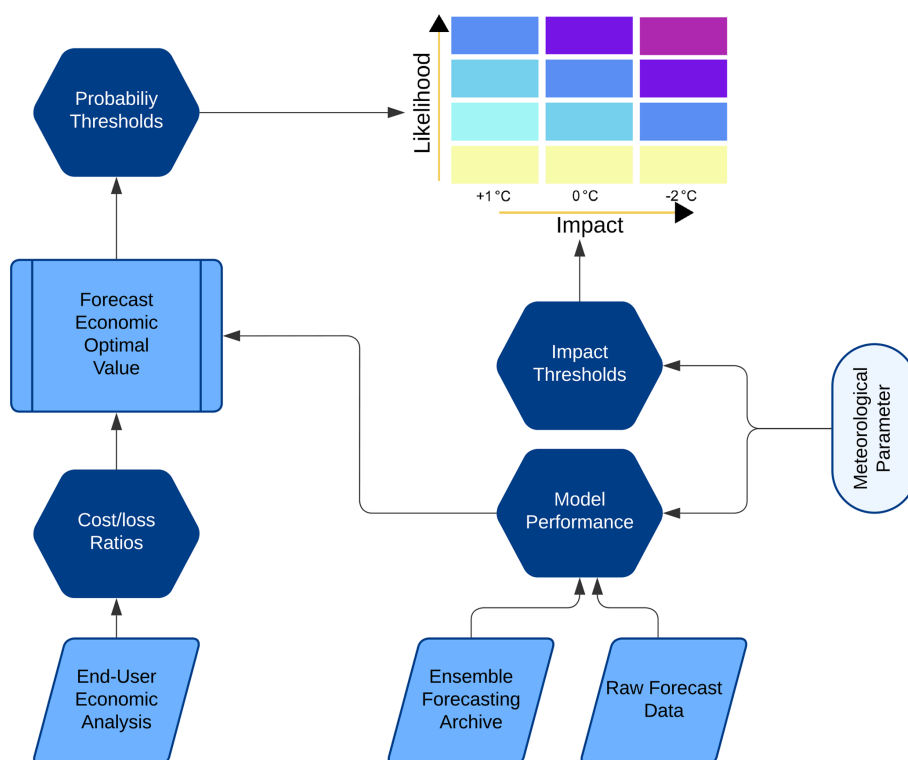 Probabiliy
Thresholds
Likelihood
+1 °C
0 °C
-2 °C
Impact
Forecast
Economic
Optimal
Value
Impact
Thresholds
Meteorological
Parameter
Cost/loss
Ratios
Model
Performance
End-User
Economic
Analysis
Ensemble
Forecasting
Archive
Raw Forecast
Data